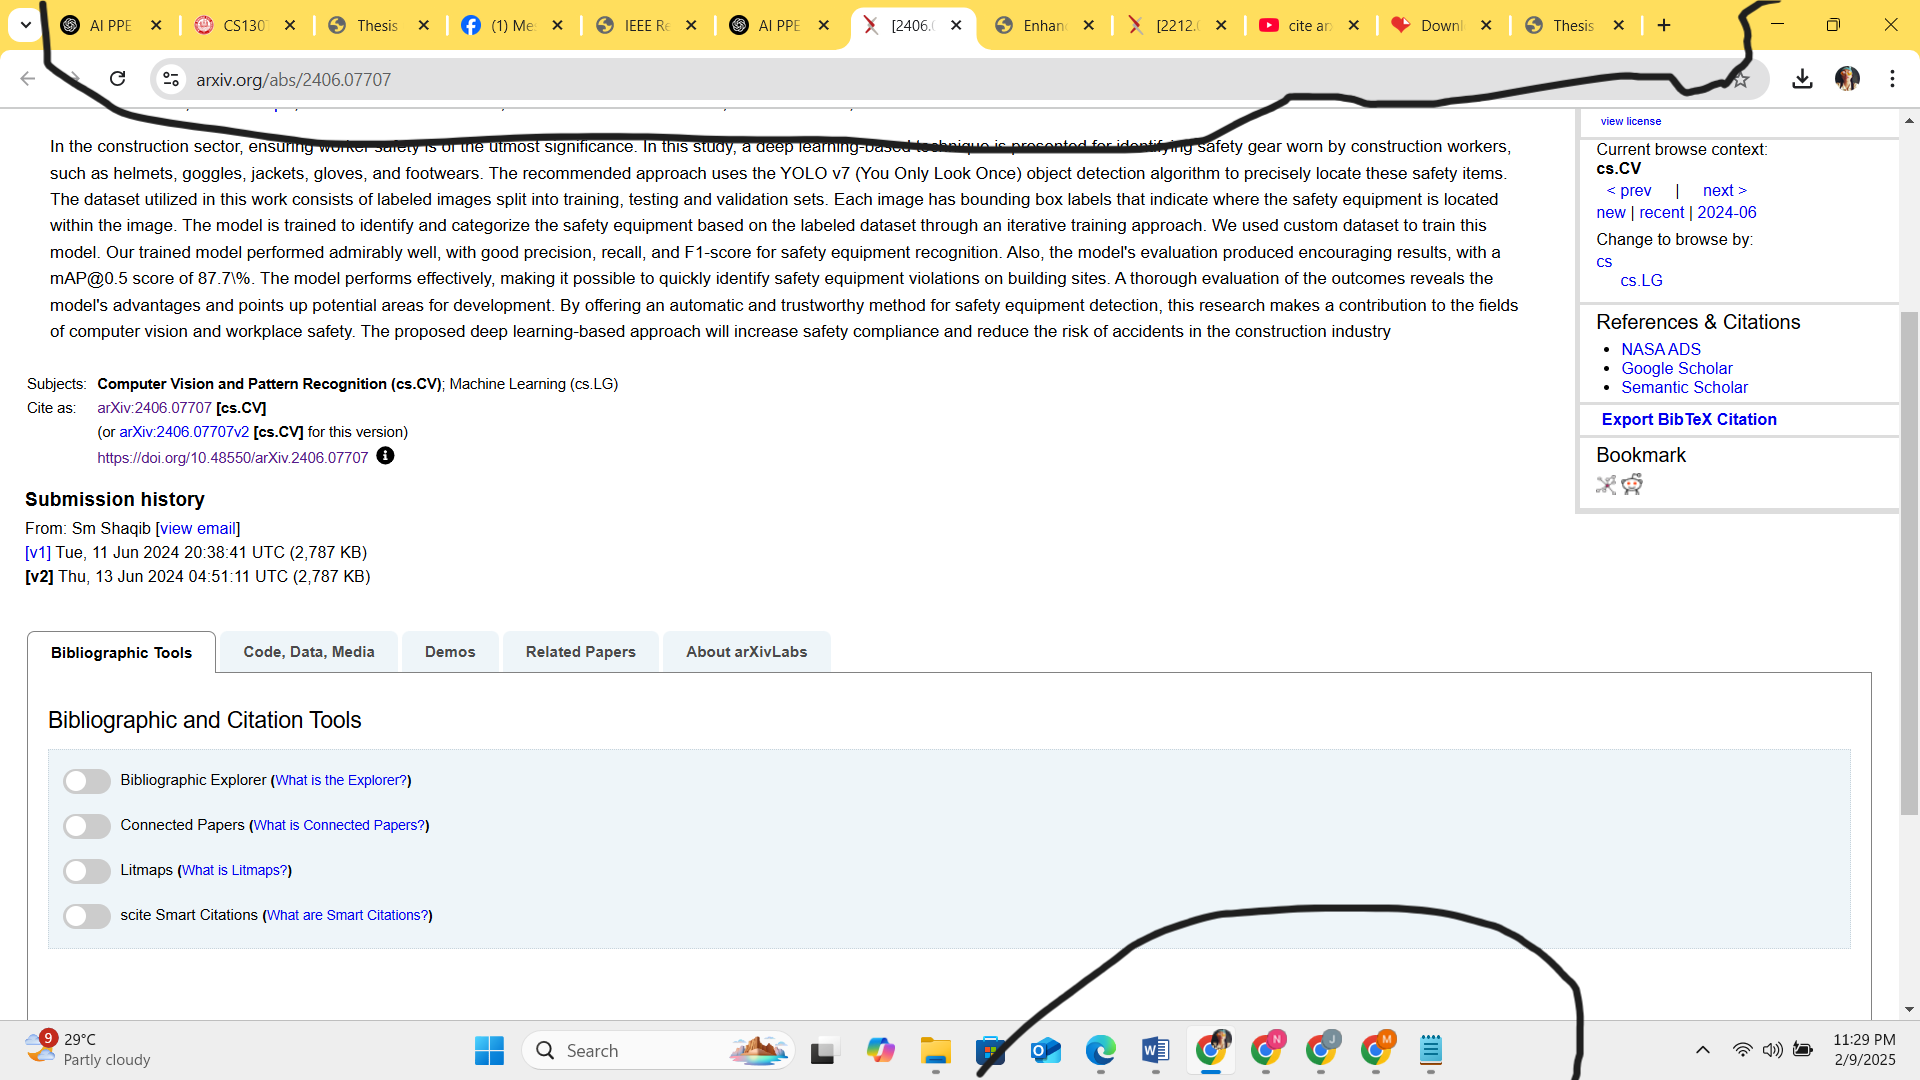 AI PPE
CS130
Thesis
(1) Me
IEEE Re
AI PPE
[2406.
Enhan
[2212.
cite ar
Downl
Thesis
arxiv.org/abs/2406.07707
In the construction sector, ensuring worker safety is of the utmost significance. In this study, a deep learning-based technique is presented for identifying safety gear worn by construction workers,
such as helmets, goggles, jackets, gloves, and footwears. The recommended approach uses the YOLO v7 (You Only Look Once) object detection algorithm to precisely locate these safety items.
The dataset utilized in this work consists of labeled images split into training, testing and validation sets. Each image has bounding box labels that indicate where the safety equipment is located
within the image. The model is trained to identify and categorize the safety equipment based on the labeled dataset through an iterative training approach. We used custom dataset to train this
model. Our trained model performed admirably well, with good precision, recall, and F1-score for safety equipment recognition. Also, the model's evaluation produced encouraging results, with a
mAP@0.5 score of 87.7\%. The model performs effectively, making it possible to quickly identify safety equipment violations on building sites. A thorough evaluation of the outcomes reveals the
model's advantages and points up potential areas for development. By offering an automatic and trustworthy method for safety equipment detection, this research makes a contribution to the fields
of computer vision and workplace safety. The proposed deep learning-based approach will increase safety compliance and reduce the risk of accidents in the construction industry
Subjects: Computer Vision and Pattern Recognition (cs.CV); Machine Learning (cs.LG)
Cite as: arXiv:2406.07707 [cs.CV]
(or arXiv:2406.07707v2 [cs.CV] for this version)
https://doi.org/10.48550/arXiv.2406.07707
Submission history
From: Sm Shaqib [view email]
[v1] Tue, 11 Jun 2024 20:38:41 UTC (2,787 KB)
[v2] Thu, 13 Jun 2024 04:51:11 UTC (2,787 KB)
view license
Current browse context:
cs.CV
< prev | next >
new | recent | 2024-06
Change to browse by:
cs
cs.LG
References & Citations
NASA ADS
Google Scholar
Semantic Scholar
Export BibTeX Citation
Bookmark
Bibliographic Tools
Code, Data, Media
Demos
Related Papers
About arXivLabs
Bibliographic and Citation Tools
Bibliographic Explorer (What is the Explorer?)
Connected Papers (What is Connected Papers?)
Litmaps (What is Litmaps?)
scite Smart Citations (What are Smart Citations?)
9
29°C
Partly cloudy
Search
N
J
M
11:29 PM
2/9/2025